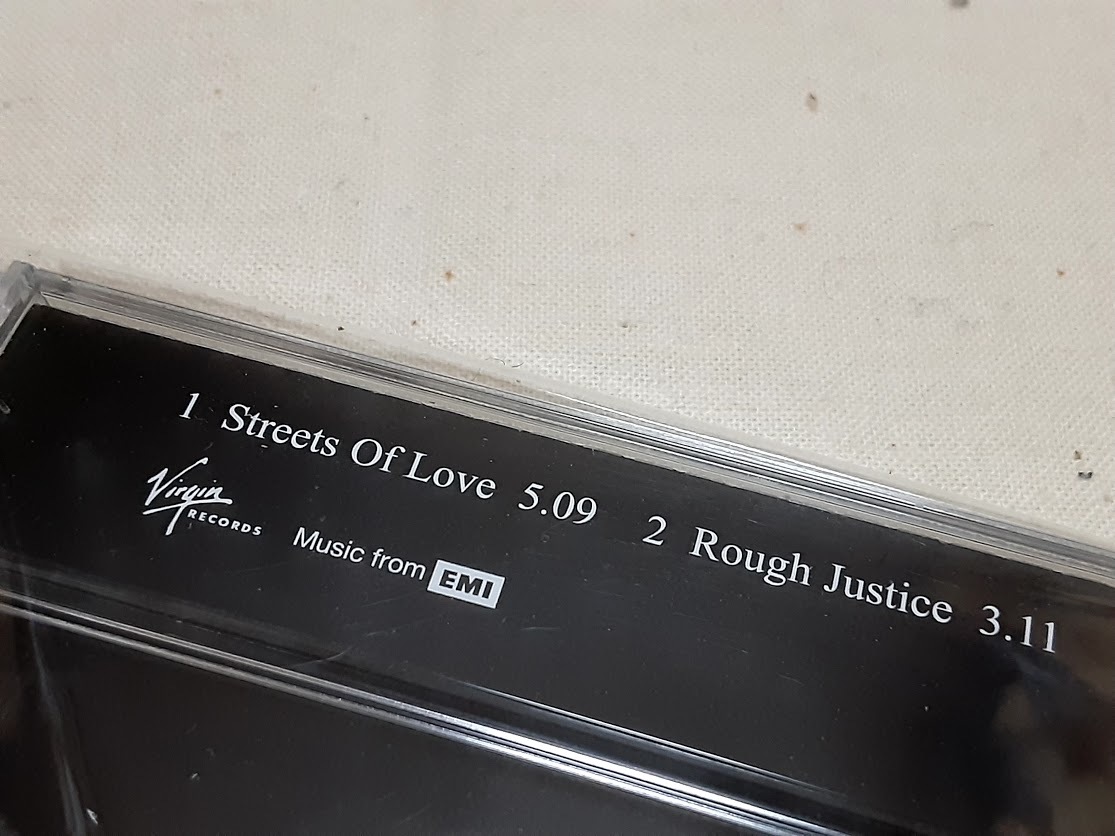 1 Streets Of Love 5.09 2 Rough Justice 3.11
Virgin
RECORDS
Music from EMI